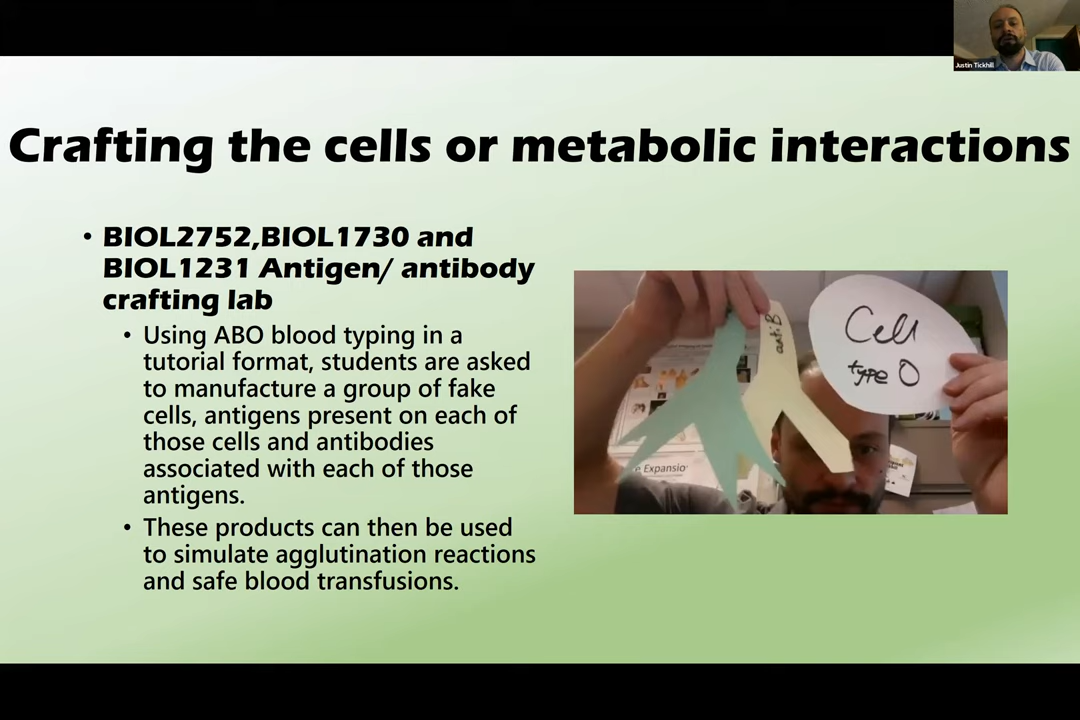 Justin Tickhill
Crafting the cells or metabolic interactions
• BIOL2752,BIOL1730 and
BIOL1231 Antigen/ antibody
crafting lab
• Using ABO blood typing in a
tutorial format, students are asked
to manufacture a group of fake
cells, antigens present on each of
those cells and antibodies
associated with each of those
antigens.
• These products can then be used
to simulate agglutination reactions
and safe blood transfusions.
anti B
Cell
type O
e Expansio